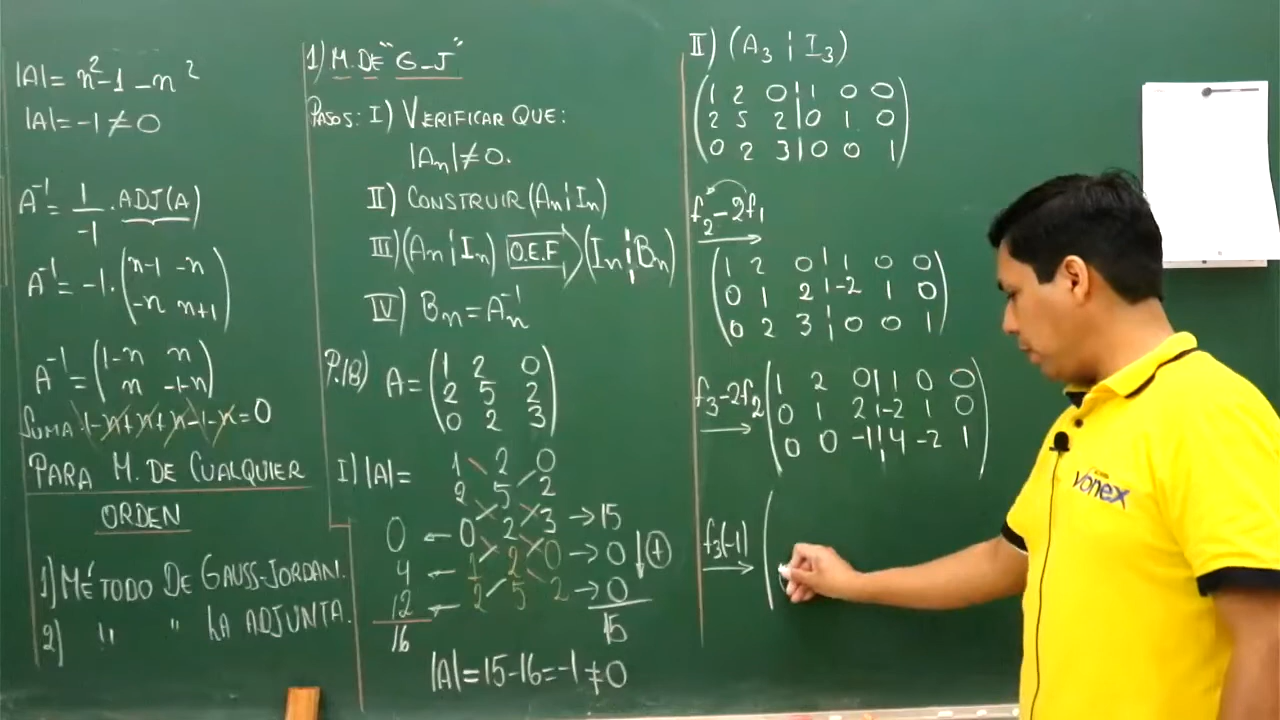 |A| = n²-1-n²
|A| = -1 ≠ 0
A⁻¹ = 1/-1 . ADJ(A)
A⁻¹ = -1. (n-1 -n
-n n+1)
A⁻¹ = (1-n n
n -1-n)
SUMA: 1-n+n+n-1-n=0
PARA M. DE CUALQUIER
ORDEN
1) MÉTODO DE GAUSS-JORDAN.
2) " " LA ADJUNTA.
1) M. DE "G-J"
PASOS: I) VERIFICAR QUE:
|An| ≠ 0.
II) CONSTRUIR (An¦In)
III) (An¦In) O.E.F (In¦Bn)
IV) Bn = An⁻¹
P.18) A = (1 2 0
2 5 2
0 2 3)
I) |A| = 1 2 0
2 5 2
0 ← 0 2 3 → 15
4 ← 1 2 0 → 0 ↓ (+)
12 ← 2 5 2 → 0
16 15
|A| = 15-16 = -1 ≠ 0
II) (A₃ ¦ I₃)
(1 2 0 ¦ 1 0 0
2 5 2 ¦ 0 1 0
0 2 3 ¦ 0 0 1)
f₂-2f₁
(1 2 0 ¦ 1 0 0
0 1 2 ¦ -2 1 0
0 2 3 ¦ 0 0 1)
f₃-2f₂ (1 2 0 ¦ 1 0 0
0 1 2 ¦ -2 1 0
0 0 -1 ¦ 4 -2 1)
f₃(-1) (
vonex